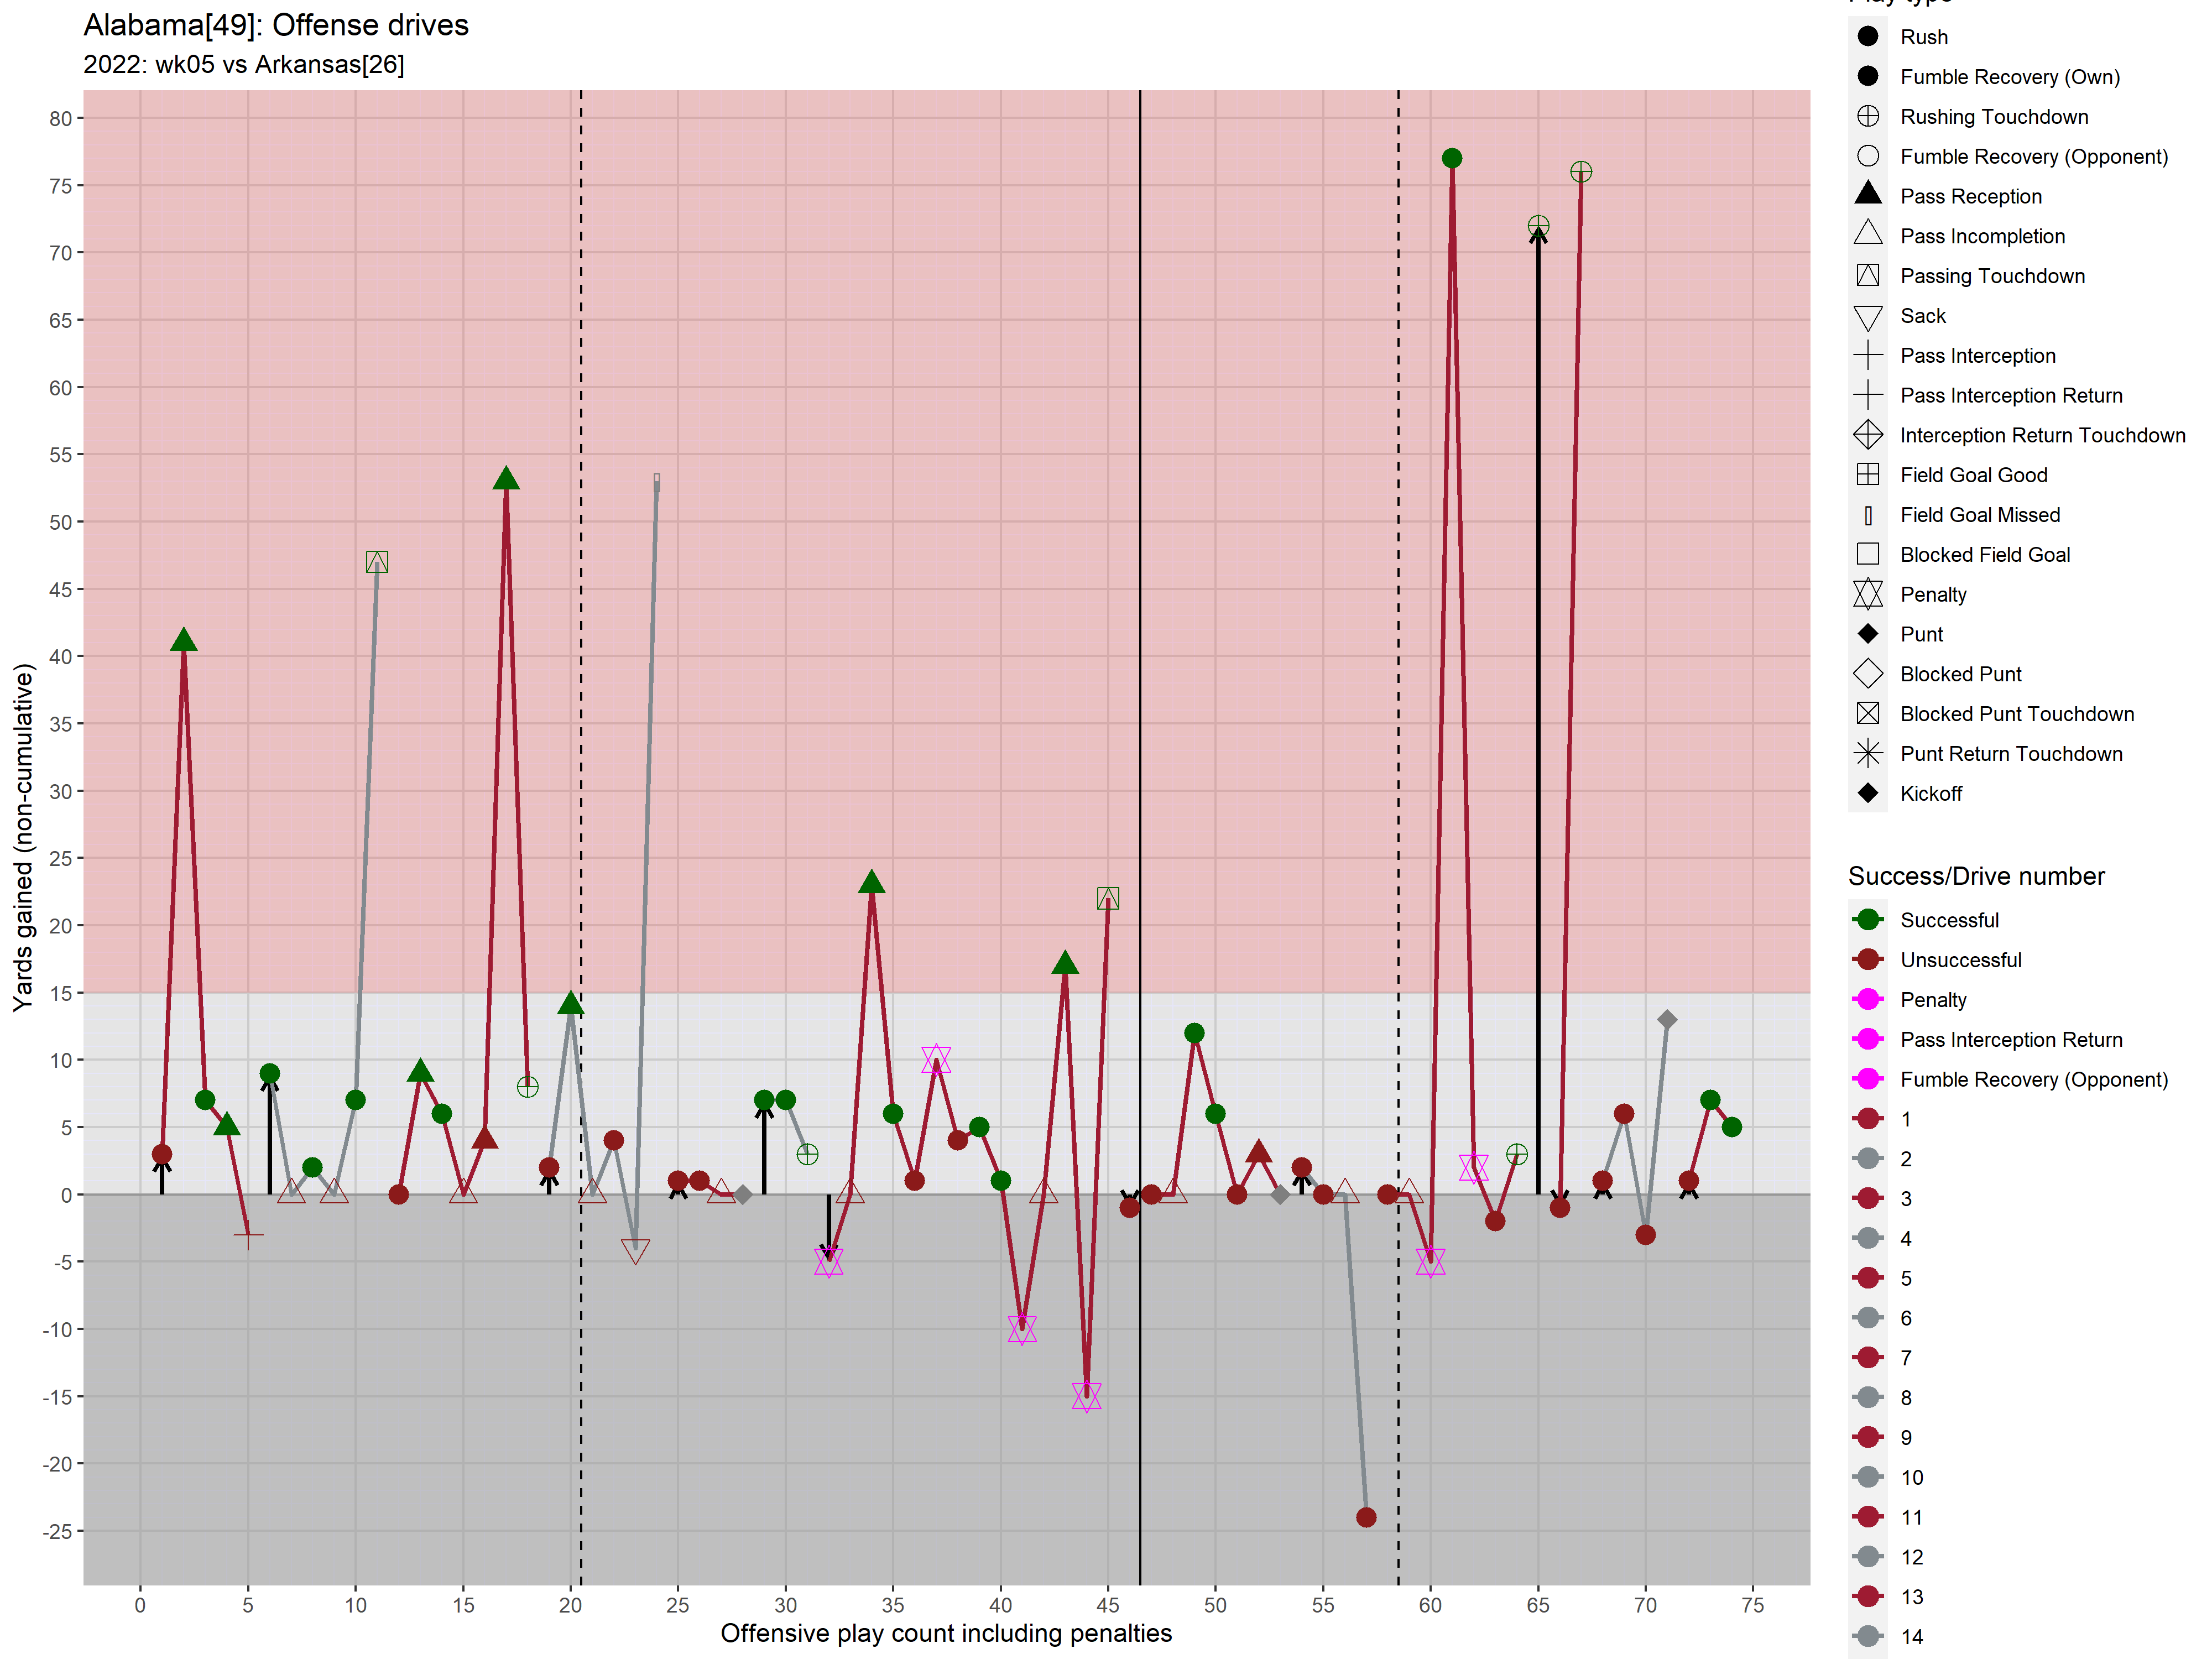 Alabama[49]: Offense drives
2022: wk05 vs Arkansas[26]
Yards gained (non-cumulative)
80
75
70
65
60
55
50
45
40
35
30
25
20
15
10
5
0
-5
-10
-15
-20
-25
0 5 10 15 20 25 30 35 40 45 50 55 60 65 70 75
Offensive play count including penalties
Play type
Rush
Fumble Recovery (Own)
Rushing Touchdown
Fumble Recovery (Opponent)
Pass Reception
Pass Incompletion
Passing Touchdown
Sack
Pass Interception
Pass Interception Return
Interception Return Touchdown
Field Goal Good
Field Goal Missed
Blocked Field Goal
Penalty
Punt
Blocked Punt
Blocked Punt Touchdown
Punt Return Touchdown
Kickoff
Success/Drive number
Successful
Unsuccessful
Penalty
Pass Interception Return
Fumble Recovery (Opponent)
1
2
3
4
5
6
7
8
9
10
11
12
13
14